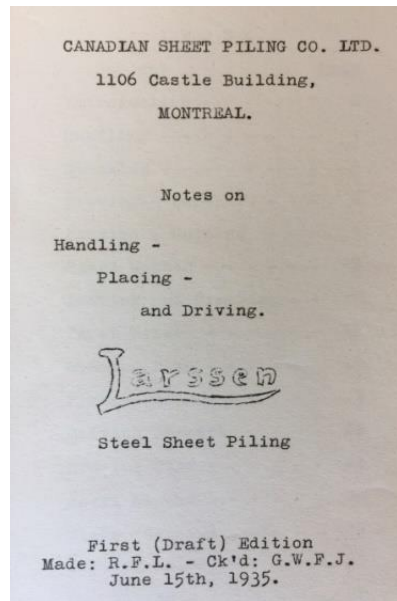 CANADIAN SHEET PILING CO. LTD.
1106 Castle Building,
MONTREAL.
Notes on
Handling -
Placing -
and Driving.
Larssen
Steel Sheet Piling
First (Draft) Edition
Made: R.F.L. - Ck'd: G.W.F.J.
June 15th, 1935.